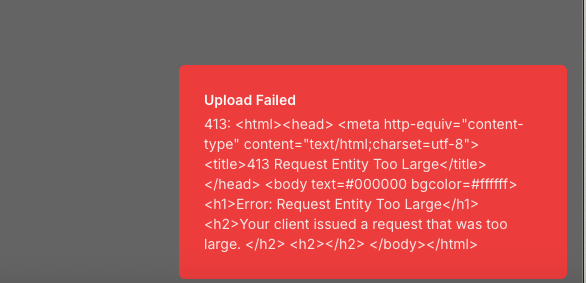 Upload Failed
413: <html><head> <meta http-equiv="content-
type" content="text/html;charset=utf-8">
<title>413 Request Entity Too Large</title>
</head> <body text=#000000 bgcolor=#ffffff>
<h1>Error: Request Entity Too Large</h1>
<h2>Your client issued a request that was too
large. </h2> <h2></h2> </body></html>